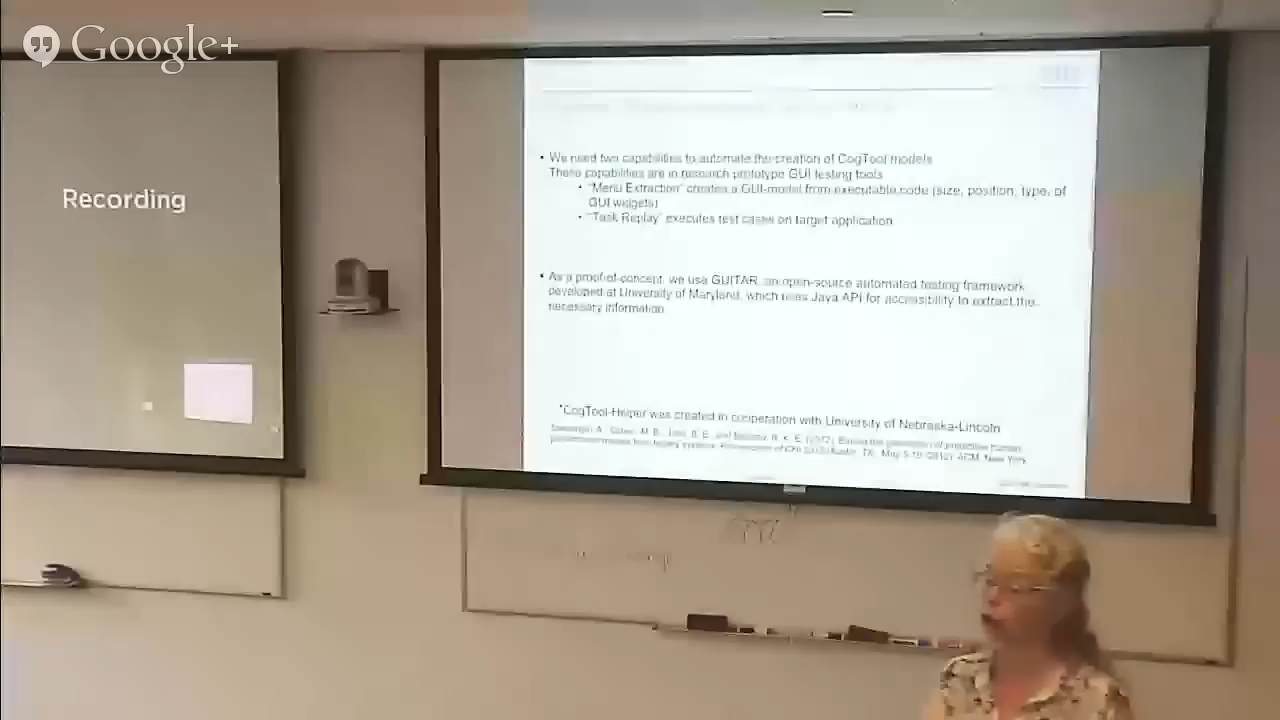 Google+
Recording
• We need two capabilities to automate the creation of CogTool models
These capabilities are in research prototype GUI testing tools
• "Menu Extraction" creates a GUI-model from executable code (size, position, type, of
GUI widgets)
• "Task Replay" executes test cases on target application
• As a proof-of-concept, we use GUITAR, an open-source automated testing framework
developed at University of Maryland, which uses Java API for accessibility to extract the
necessary information
*CogTool-Helper was created in cooperation with University of Nebraska-Lincoln